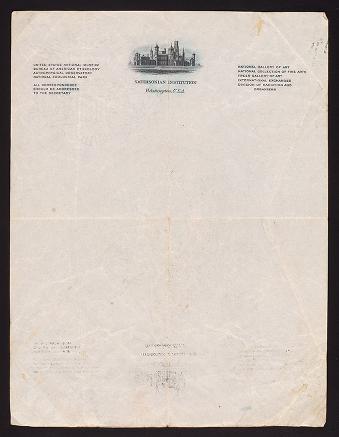 UNITED STATES NATIONAL MUSEUM
BUREAU OF AMERICAN ETHNOLOGY
ASTROPHYSICAL OBSERVATORY
NATIONAL ZOOLOGICAL PARK
ALL CORRESPONDENCE
SHOULD BE ADDRESSED
TO THE SECRETARY
SMITHSONIAN INSTITUTION
Washington, U.S.A.
NATIONAL GALLERY OF ART
NATIONAL COLLECTION OF FINE ARTS
FREER GALLERY OF ART
INTERNATIONAL EXCHANGES
DIVISION OF RADIATION AND
ORGANISMS